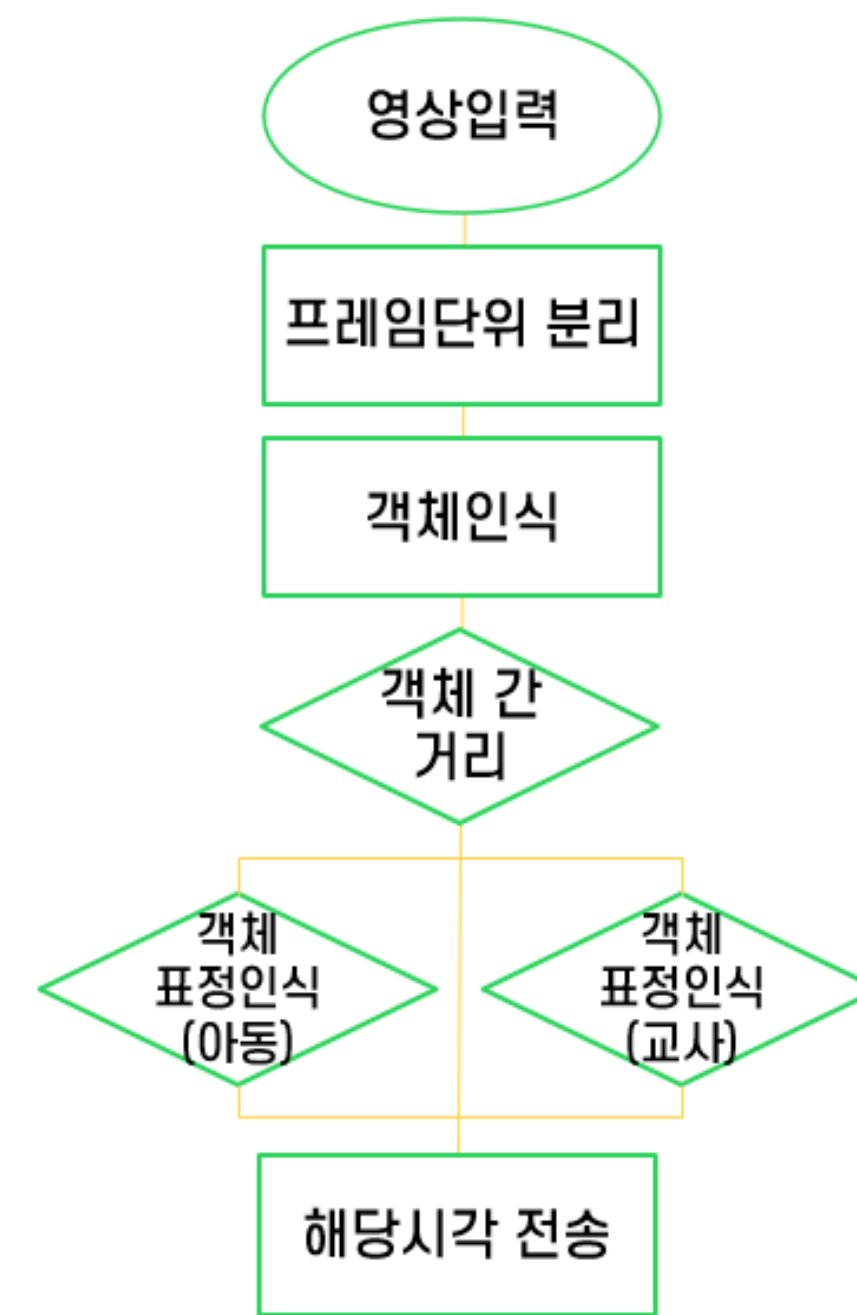 영상입력
프레임단위 분리
객체인식
객체 간
거리
객체
표정인식
(아동)
객체
표정인식
(교사)
해당시각 전송